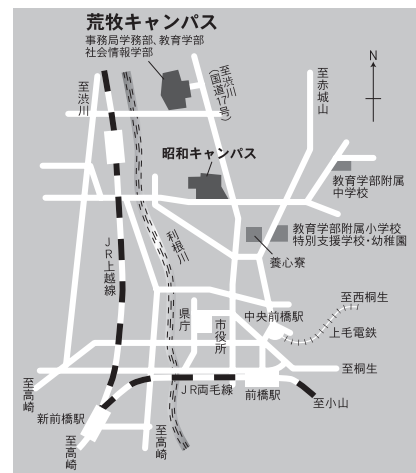 荒牧キャンパス
事務局学務部、教育学部
社会情報学部
至渋川
至渋川
(国道17号)
N
至赤城山
昭和キャンパス
教育学部附属
中学校
利根川
JR上越線
教育学部附属小学校
特別支援学校・幼稚園
養心寮
県庁
市役所
中央前橋駅
至西桐生
上毛電鉄
至桐生
至高崎
JR両毛線
前橋駅
至小山
新前橋駅
至高崎
至高崎